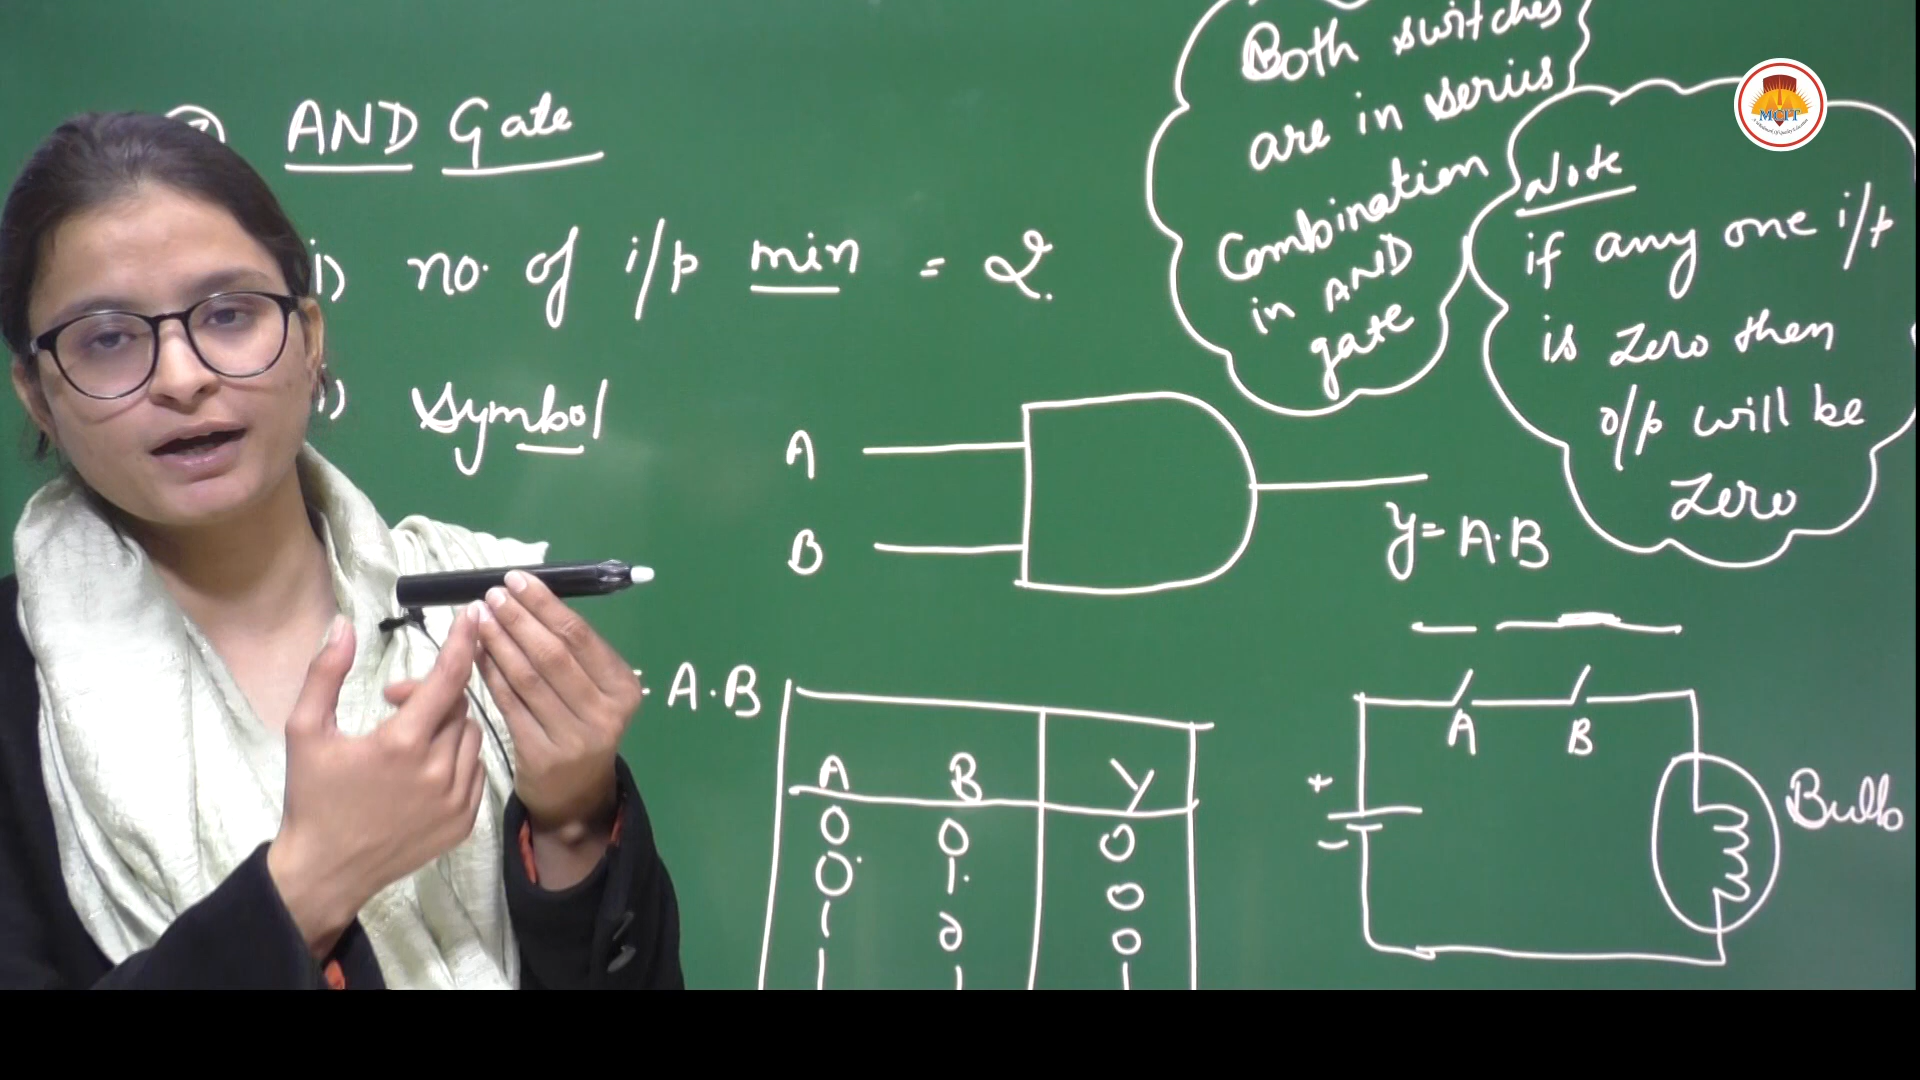 AND Gate
i) no. of i/p min = 2.
i) symbol
A
B
y = A.B
Both switches
are in series
Combination
in AND
gate
Note
if any one i/p
is zero then
o/p will be
zero
= A.B
A B Y
0 0 0
0 1 0
1 0 0
1 1 1
A B
+
-
Bulb
MCIT